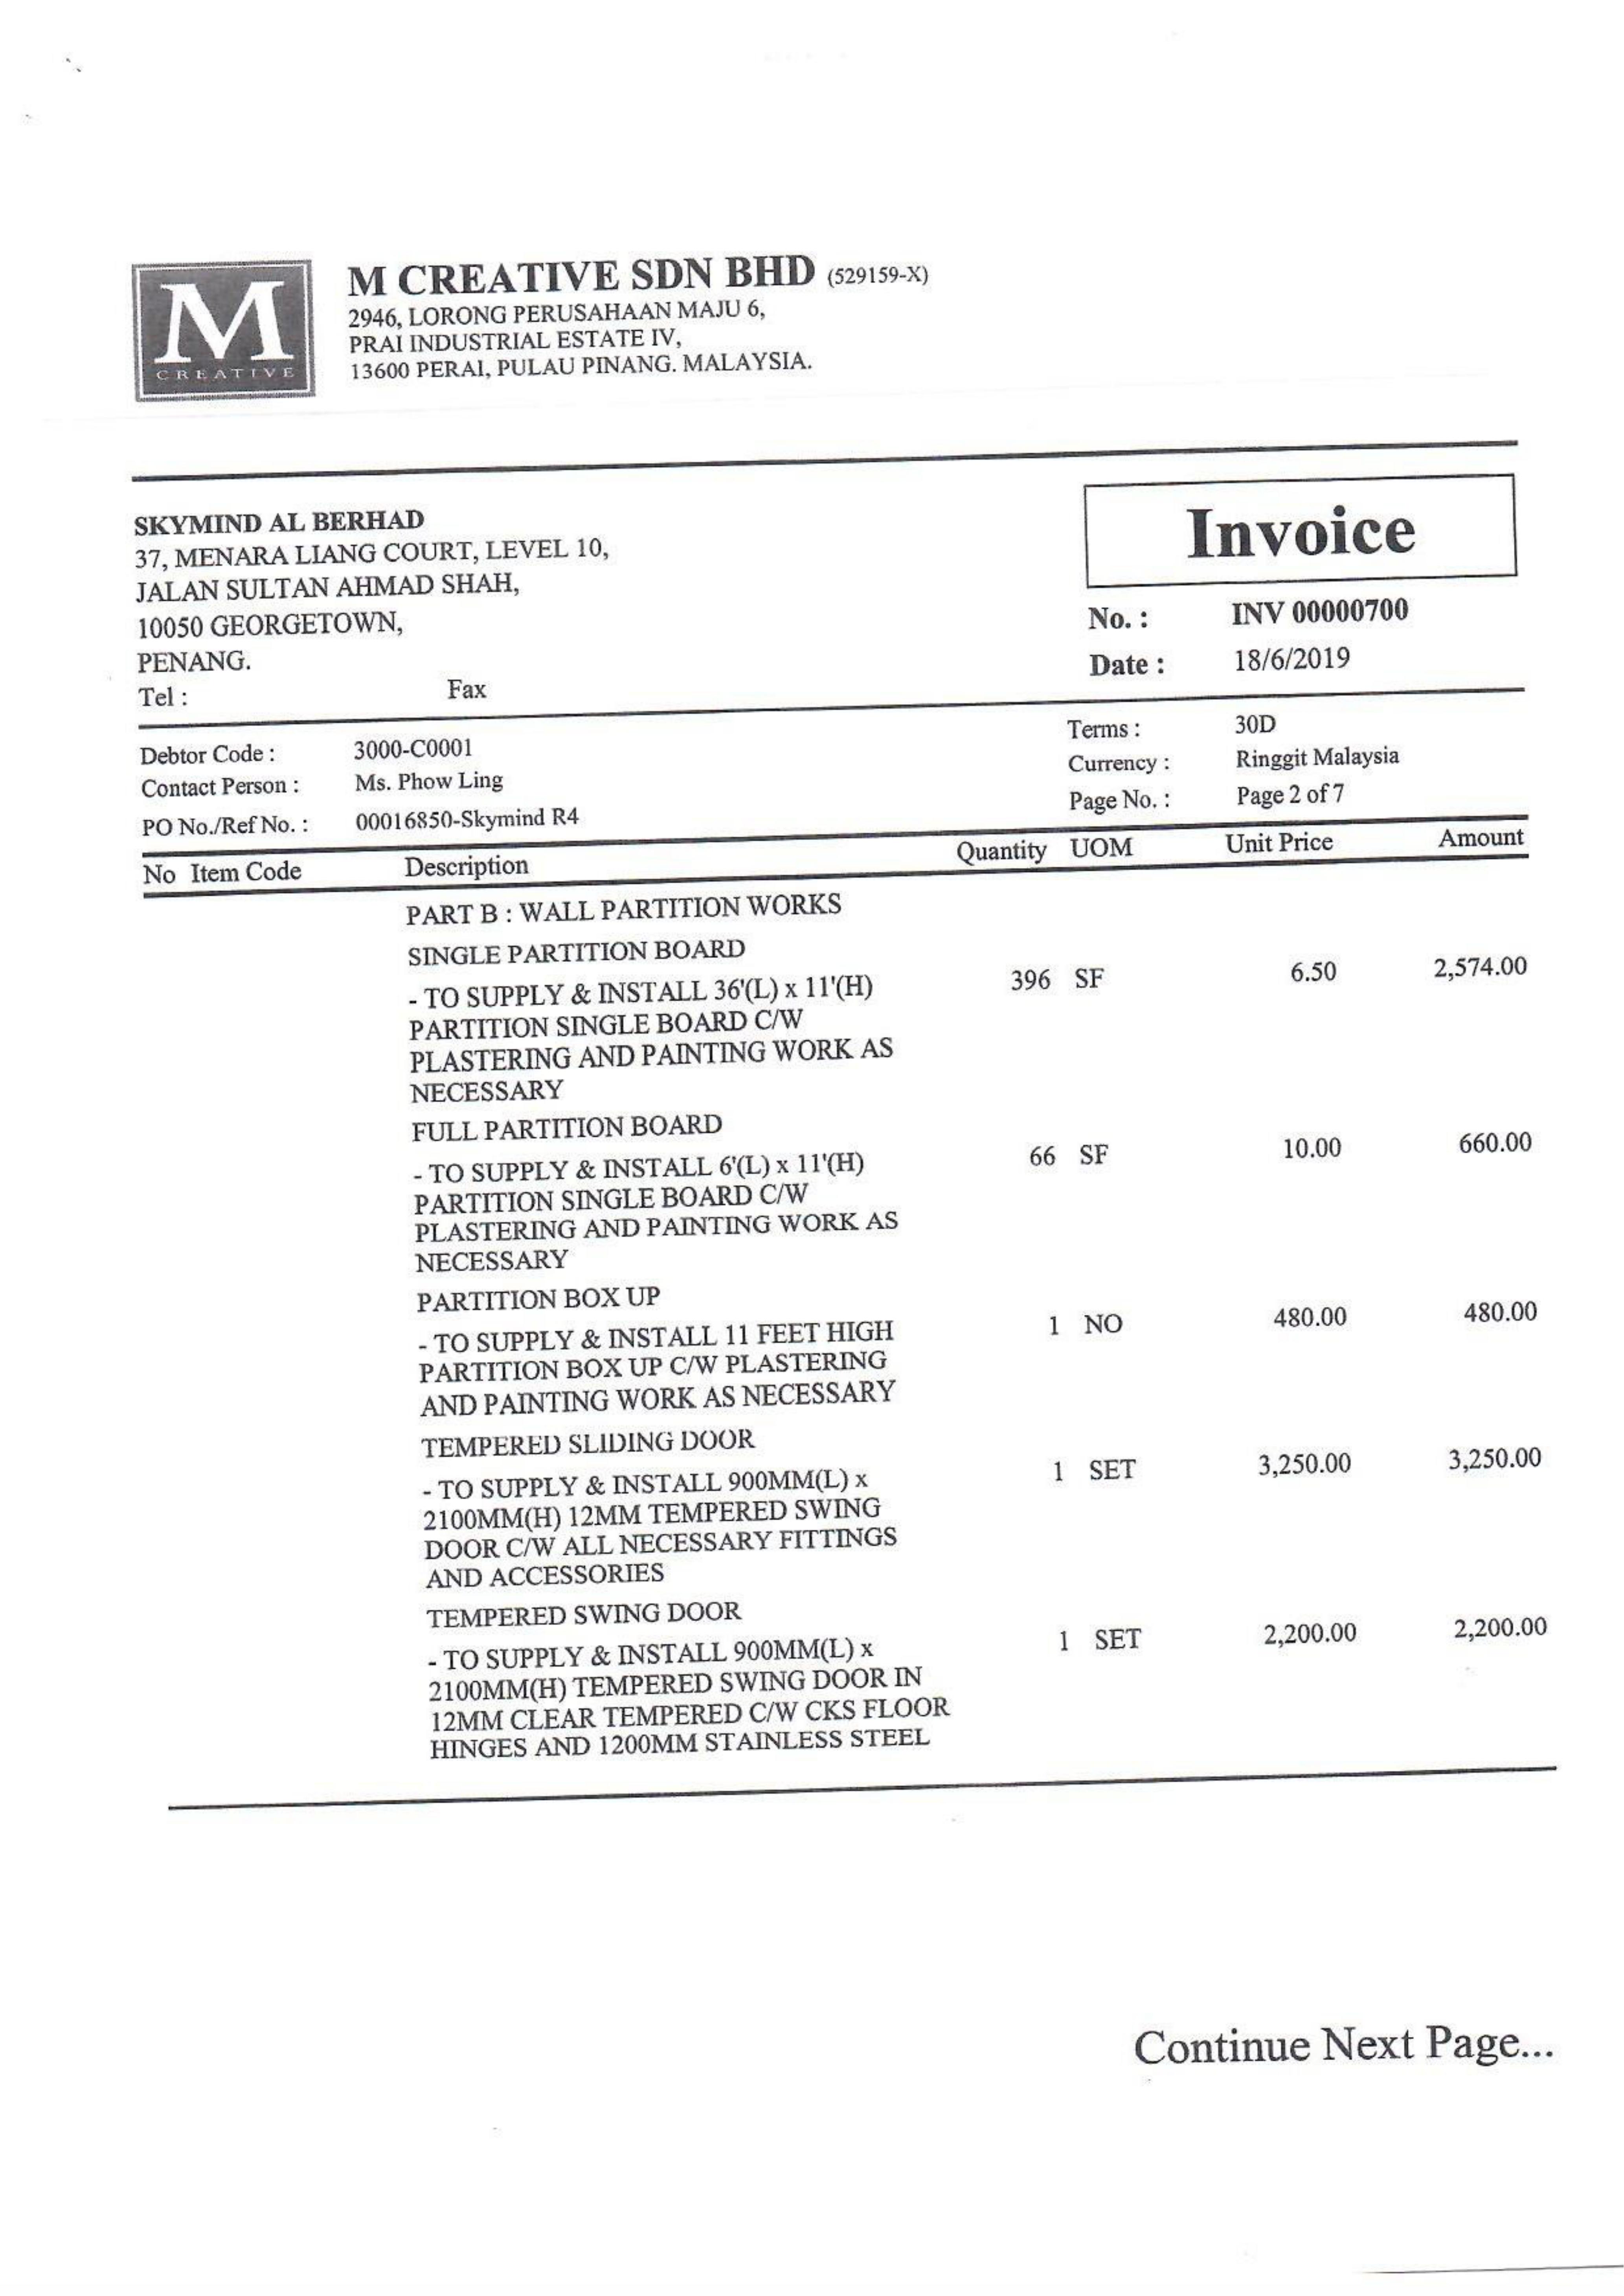 M
CREATIVE
M CREATIVE SDN BHD (529159-X)
2946, LORONG PERUSAHAAN MAJU 6,
PRAI INDUSTRIAL ESTATE IV,
13600 PERAI, PULAU PINANG. MALAYSIA.
SKYMIND AL BERHAD
37, MENARA LIANG COURT, LEVEL 10,
JALAN SULTAN AHMAD SHAH,
10050 GEORGETOWN,
PENANG.
Tel : Fax
Invoice
No. : INV 00000700
Date : 18/6/2019
Debtor Code : 3000-C0001
Contact Person : Ms. Phow Ling
PO No./Ref No. : 00016850-Skymind R4
Terms : 30D
Currency : Ringgit Malaysia
Page No. : Page 2 of 7
No Item Code Description Quantity UOM Unit Price Amount
PART B : WALL PARTITION WORKS
SINGLE PARTITION BOARD
- TO SUPPLY & INSTALL 36'(L) x 11'(H) 396 SF 6.50 2,574.00
PARTITION SINGLE BOARD C/W
PLASTERING AND PAINTING WORK AS
NECESSARY
FULL PARTITION BOARD
- TO SUPPLY & INSTALL 6'(L) x 11'(H) 66 SF 10.00 660.00
PARTITION SINGLE BOARD C/W
PLASTERING AND PAINTING WORK AS
NECESSARY
PARTITION BOX UP
- TO SUPPLY & INSTALL 11 FEET HIGH 1 NO 480.00 480.00
PARTITION BOX UP C/W PLASTERING
AND PAINTING WORK AS NECESSARY
TEMPERED SLIDING DOOR
- TO SUPPLY & INSTALL 900MM(L) x 1 SET 3,250.00 3,250.00
2100MM(H) 12MM TEMPERED SWING
DOOR C/W ALL NECESSARY FITTINGS
AND ACCESSORIES
TEMPERED SWING DOOR
- TO SUPPLY & INSTALL 900MM(L) x 1 SET 2,200.00 2,200.00
2100MM(H) TEMPERED SWING DOOR IN
12MM CLEAR TEMPERED C/W CKS FLOOR
HINGES AND 1200MM STAINLESS STEEL
Continue Next Page...